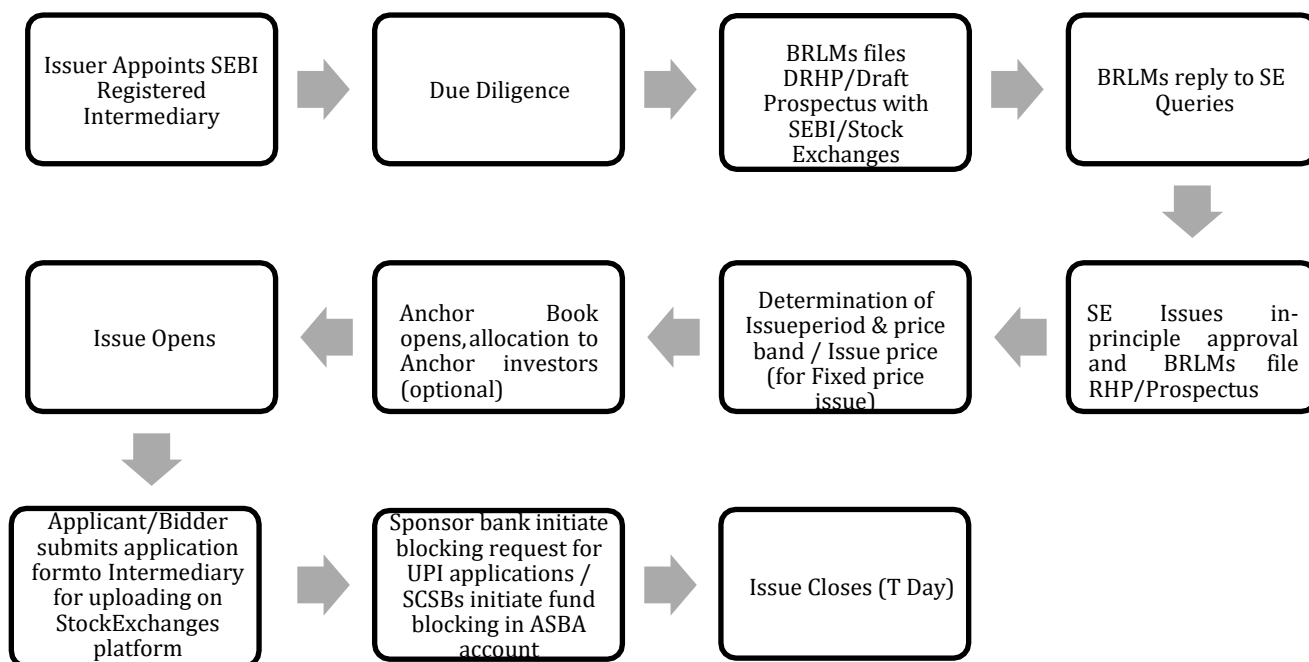 Issuer Appoints SEBI
Registered
Intermediary
Due Diligence
BRLMs files
DRHP/Draft
Prospectus with
SEBI/Stock
Exchanges
BRLMs reply to SE
Queries
SE Issues in-
principle approval
and BRLMs file
RHP/Prospectus
Determination of
Issueperiod & price
band / Issue price
(for Fixed price
issue)
Anchor Book
opens, allocation to
Anchor investors
(optional)
Issue Opens
Applicant/Bidder
submits application
formto Intermediary
for uploading on
StockExchanges
platform
Sponsor bank initiate
blocking request for
UPI applications /
SCSBs initiate fund
blocking in ASBA
account
Issue Closes (T Day)